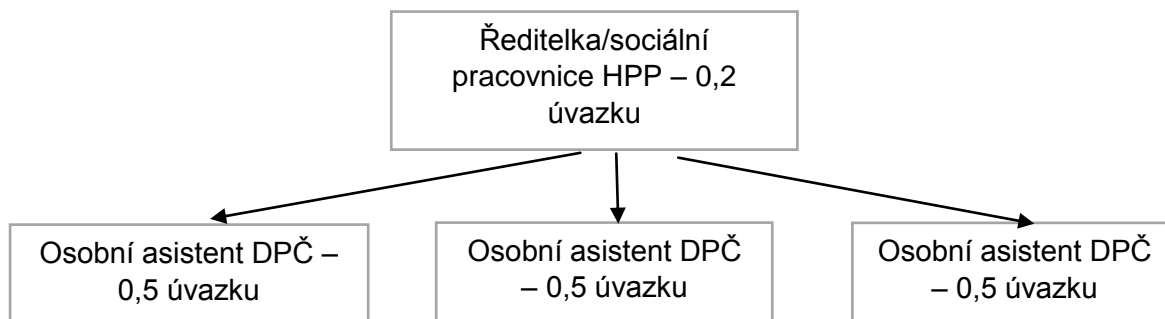 Ředitelka/sociální
pracovnice HPP – 0,2
úvazku
Osobní asistent DPČ –
0,5 úvazku
Osobní asistent DPČ
– 0,5 úvazku
Osobní asistent DPČ
– 0,5 úvazku